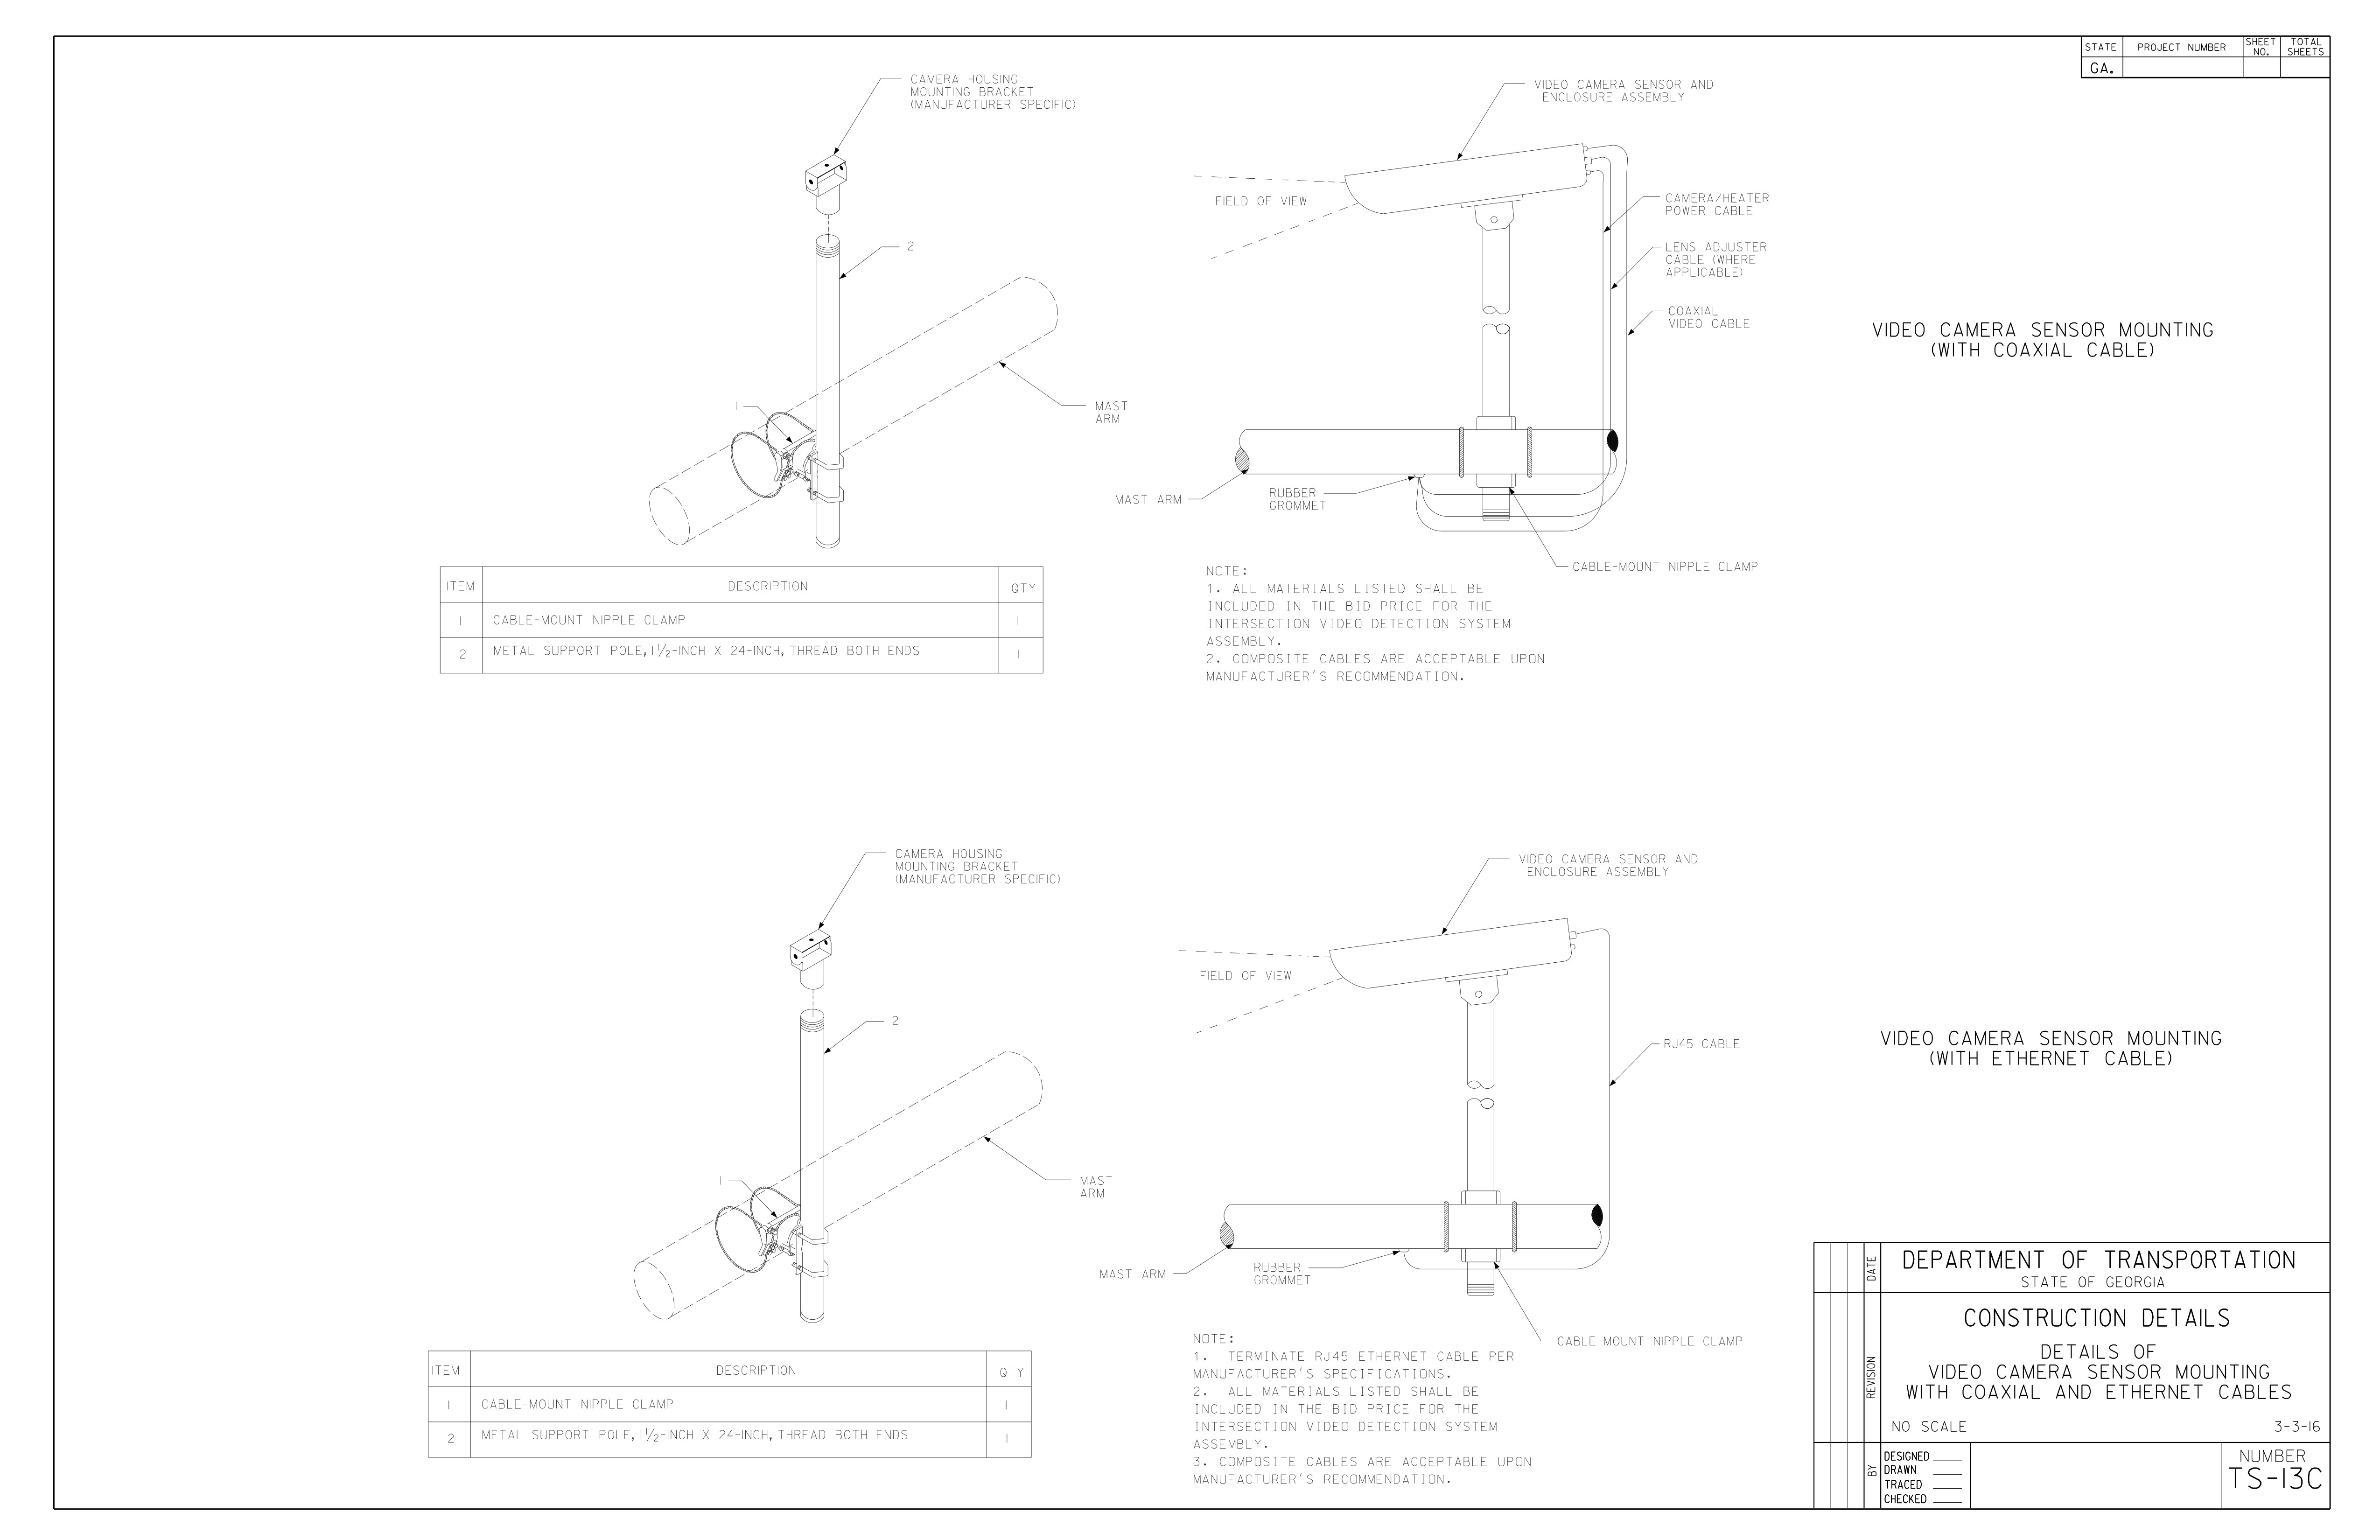 STATE PROJECT NUMBER SHEET NO. TOTAL SHEETS
GA.
CAMERA HOUSING
MOUNTING BRACKET
(MANUFACTURER SPECIFIC)
2
1
MAST
ARM
ITEM DESCRIPTION QTY
1 CABLE-MOUNT NIPPLE CLAMP 1
2 METAL SUPPORT POLE, 1 1/2-INCH X 24-INCH, THREAD BOTH ENDS 1
VIDEO CAMERA SENSOR AND
ENCLOSURE ASSEMBLY
FIELD OF VIEW
CAMERA/HEATER
POWER CABLE
LENS ADJUSTER
CABLE (WHERE
APPLICABLE)
COAXIAL
VIDEO CABLE
MAST ARM
RUBBER
GROMMET
CABLE-MOUNT NIPPLE CLAMP
NOTE:
1. ALL MATERIALS LISTED SHALL BE
INCLUDED IN THE BID PRICE FOR THE
INTERSECTION VIDEO DETECTION SYSTEM
ASSEMBLY.
2. COMPOSITE CABLES ARE ACCEPTABLE UPON
MANUFACTURER'S RECOMMENDATION.
VIDEO CAMERA SENSOR MOUNTING
(WITH COAXIAL CABLE)
CAMERA HOUSING
MOUNTING BRACKET
(MANUFACTURER SPECIFIC)
2
1
MAST
ARM
ITEM DESCRIPTION QTY
1 CABLE-MOUNT NIPPLE CLAMP 1
2 METAL SUPPORT POLE, 1 1/2-INCH X 24-INCH, THREAD BOTH ENDS 1
VIDEO CAMERA SENSOR AND
ENCLOSURE ASSEMBLY
FIELD OF VIEW
RJ45 CABLE
MAST ARM
RUBBER
GROMMET
CABLE-MOUNT NIPPLE CLAMP
NOTE:
1. TERMINATE RJ45 ETHERNET CABLE PER
MANUFACTURER'S SPECIFICATIONS.
2. ALL MATERIALS LISTED SHALL BE
INCLUDED IN THE BID PRICE FOR THE
INTERSECTION VIDEO DETECTION SYSTEM
ASSEMBLY.
3. COMPOSITE CABLES ARE ACCEPTABLE UPON
MANUFACTURER'S RECOMMENDATION.
VIDEO CAMERA SENSOR MOUNTING
(WITH ETHERNET CABLE)
DATE
REVISION
BY
DEPARTMENT OF TRANSPORTATION
STATE OF GEORGIA
CONSTRUCTION DETAILS
DETAILS OF
VIDEO CAMERA SENSOR MOUNTING
WITH COAXIAL AND ETHERNET CABLES
NO SCALE 3-3-16
DESIGNED
DRAWN
TRACED
CHECKED
NUMBER
TS-13C